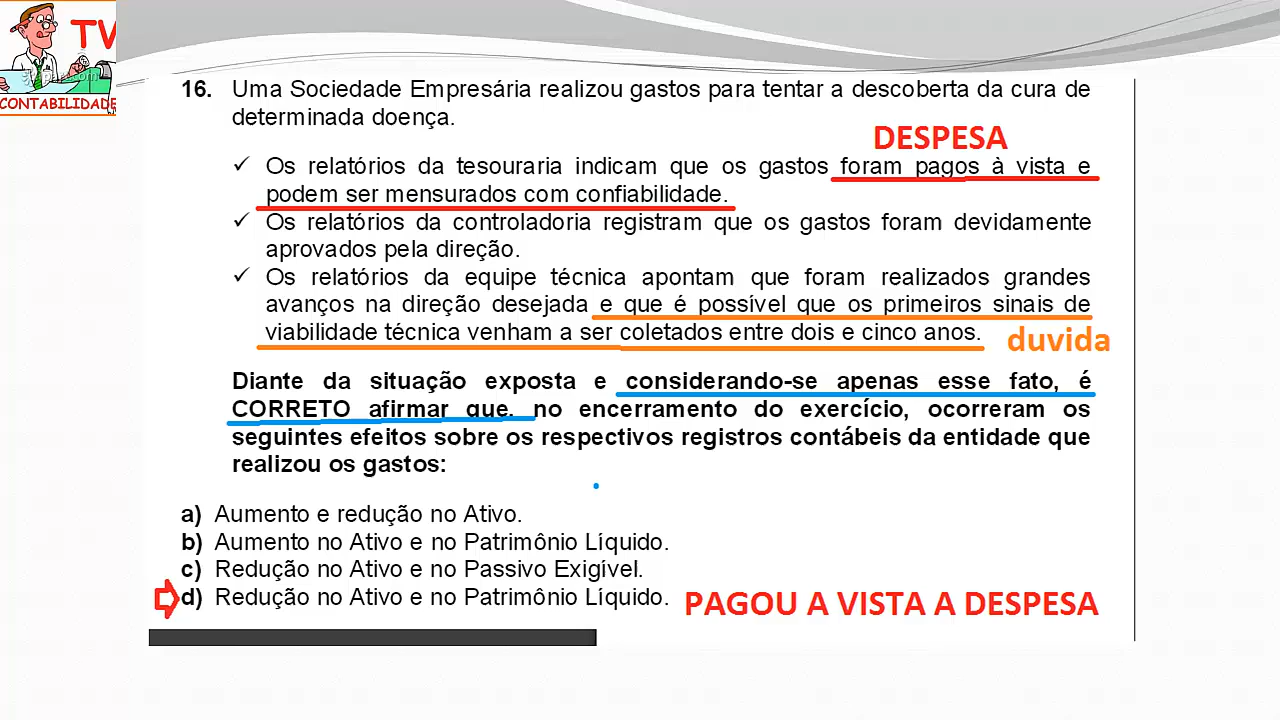 TV
CONTABILIDADE
16. Uma Sociedade Empresária realizou gastos para tentar a descoberta da cura de
determinada doença.
DESPESA
✓ Os relatórios da tesouraria indicam que os gastos foram pagos à vista e
podem ser mensurados com confiabilidade.
✓ Os relatórios da controladoria registram que os gastos foram devidamente
aprovados pela direção.
✓ Os relatórios da equipe técnica apontam que foram realizados grandes
avanços na direção desejada e que é possível que os primeiros sinais de
viabilidade técnica venham a ser coletados entre dois e cinco anos.
duvida
Diante da situação exposta e considerando-se apenas esse fato, é
CORRETO afirmar que, no encerramento do exercício, ocorreram os
seguintes efeitos sobre os respectivos registros contábeis da entidade que
realizou os gastos:
a) Aumento e redução no Ativo.
b) Aumento no Ativo e no Patrimônio Líquido.
c) Redução no Ativo e no Passivo Exigível.
d) Redução no Ativo e no Patrimônio Líquido.
PAGOU A VISTA A DESPESA